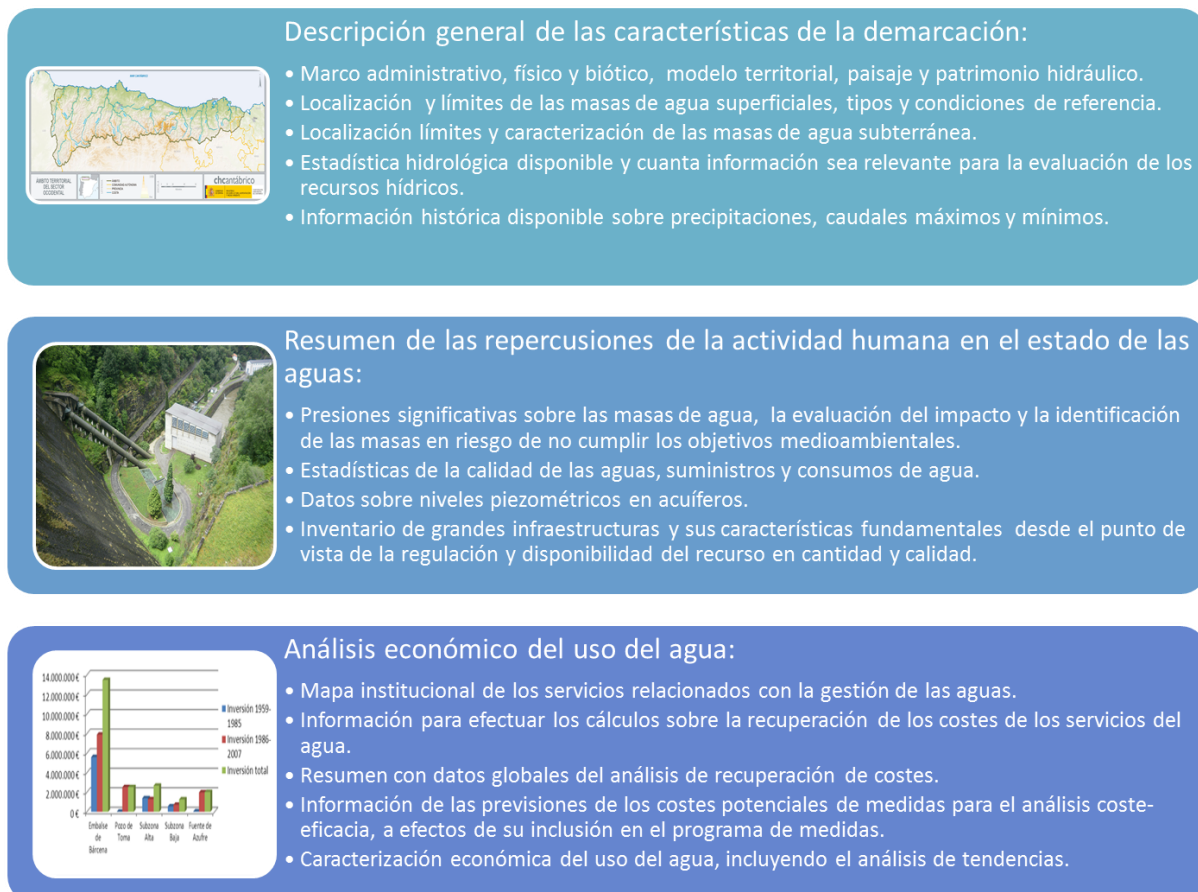 Descripción general de las características de la demarcación:
• Marco administrativo, físico y biótico, modelo territorial, paisaje y patrimonio hidráulico.
• Localización y límites de las masas de agua superficiales, tipos y condiciones de referencia.
• Localización límites y caracterización de las masas de agua subterránea.
• Estadística hidrológica disponible y cuanta información sea relevante para la evaluación de los
recursos hídricos.
• Información histórica disponible sobre precipitaciones, caudales máximos y mínimos.
ÁMBITO TERRITORIAL
DEL SECTOR
OCCIDENTAL
chcantábrico
Resumen de las repercusiones de la actividad humana en el estado de las
aguas:
• Presiones significativas sobre las masas de agua, la evaluación del impacto y la identificación
de las masas en riesgo de no cumplir los objetivos medioambientales.
• Estadísticas de la calidad de las aguas, suministros y consumos de agua.
• Datos sobre niveles piezométricos en acuíferos.
• Inventario de grandes infraestructuras y sus características fundamentales desde el punto de
vista de la regulación y disponibilidad del recurso en cantidad y calidad.
Análisis económico del uso del agua:
• Mapa institucional de los servicios relacionados con la gestión de las aguas.
• Información para efectuar los cálculos sobre la recuperación de los costes de los servicios del
agua.
• Resumen con datos globales del análisis de recuperación de costes.
• Información de las previsiones de los costes potenciales de medidas para el análisis coste-
eficacia, a efectos de su inclusión en el programa de medidas.
• Caracterización económica del uso del agua, incluyendo el análisis de tendencias.
14.000.000 €
12.000.000 €
10.000.000 €
8.000.000 €
6.000.000 €
4.000.000 €
2.000.000 €
0 €
Embalse de Bárcena
Pozo de Toma
Subzona Alta
Subzona Baja
Fuente de Azufre
Inversión 1959-
1985
Inversión 1986-
2007
Inversión total